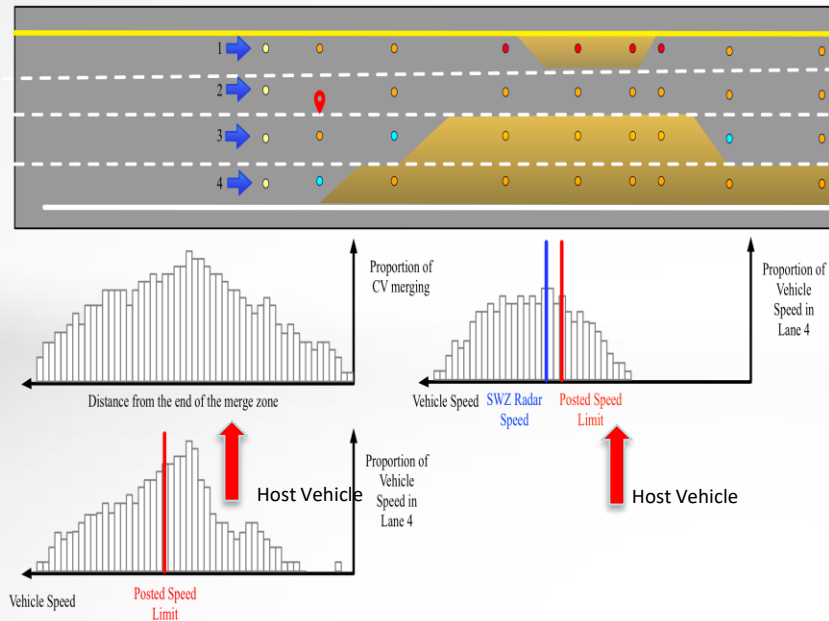 1
2
3
4
Proportion of
CV merging
Distance from the end of the merge zone
Proportion of
Vehicle
Speed in
Lane 4
Vehicle Speed
SWZ Radar
Speed
Posted Speed
Limit
Host Vehicle
Host Vehicle
Proportion of
Vehicle
Speed in
Lane 4
Vehicle Speed
Posted Speed
Limit